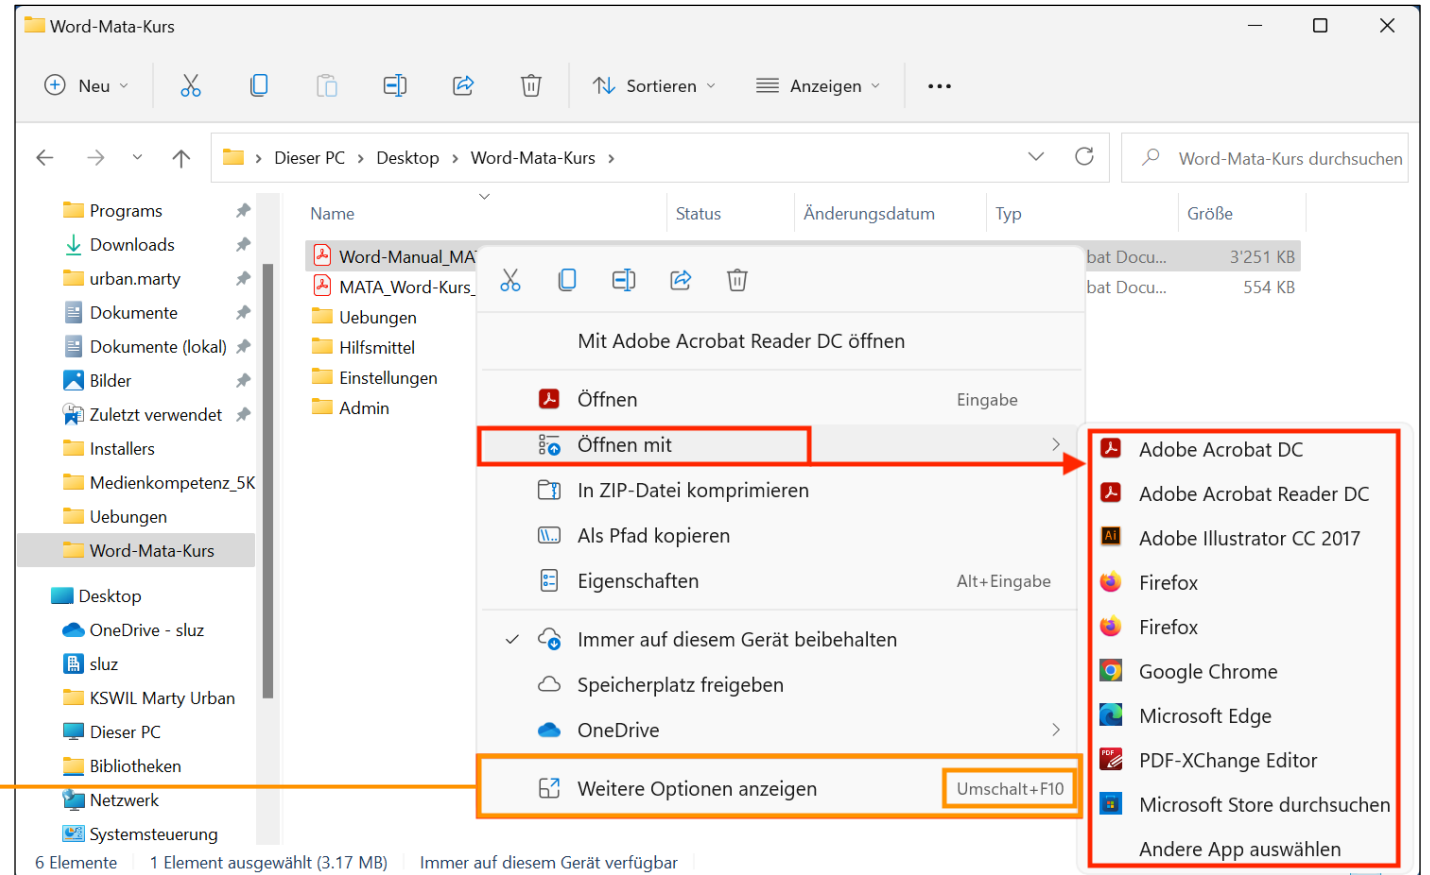 Word-Mata-Kurs
Neu
Sortieren
Anzeigen
Dieser PC > Desktop > Word-Mata-Kurs >
Word-Mata-Kurs durchsuchen
Programs
Downloads
urban.marty
Dokumente
Dokumente (lokal)
Bilder
Zuletzt verwendet
Installers
Medienkompetenz_5K
Uebungen
Word-Mata-Kurs
Desktop
OneDrive - sluz
sluz
KSWIL Marty Urban
Dieser PC
Bibliotheken
Netzwerk
Systemsteuerung
Name Status Änderungsdatum Typ Größe
Word-Manual_MA bat Docu... 3'251 KB
MATA_Word-Kurs_ bat Docu... 554 KB
Uebungen
Hilfsmittel
Einstellungen
Admin
Mit Adobe Acrobat Reader DC öffnen
Öffnen Eingabe
Öffnen mit
In ZIP-Datei komprimieren
Als Pfad kopieren
Eigenschaften Alt+Eingabe
Immer auf diesem Gerät beibehalten
Speicherplatz freigeben
OneDrive
Weitere Optionen anzeigen Umschalt+F10
Adobe Acrobat DC
Adobe Acrobat Reader DC
Ai Adobe Illustrator CC 2017
Firefox
Firefox
Google Chrome
Microsoft Edge
PDF PDF-XChange Editor
Microsoft Store durchsuchen
Andere App auswählen
6 Elemente 1 Element ausgewählt (3.17 MB) Immer auf diesem Gerät verfügbar